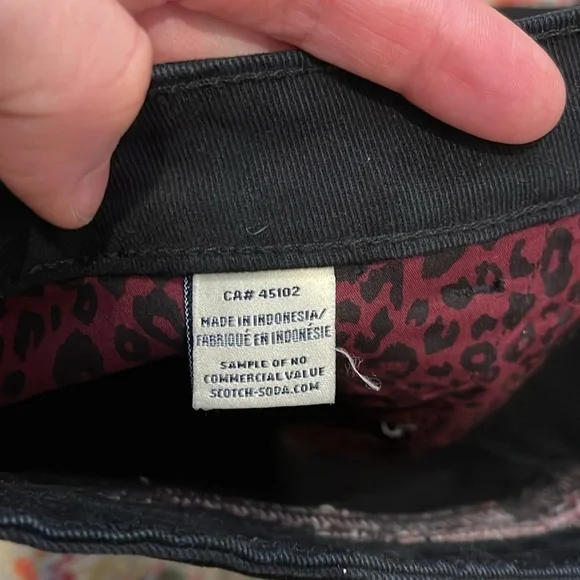 CA# 45102
MADE IN INDONESIA/
FABRIQUÉ EN INDONÉSIE
SAMPLE OF NO
COMMERCIAL VALUE
SCOTCH-SODA.COM